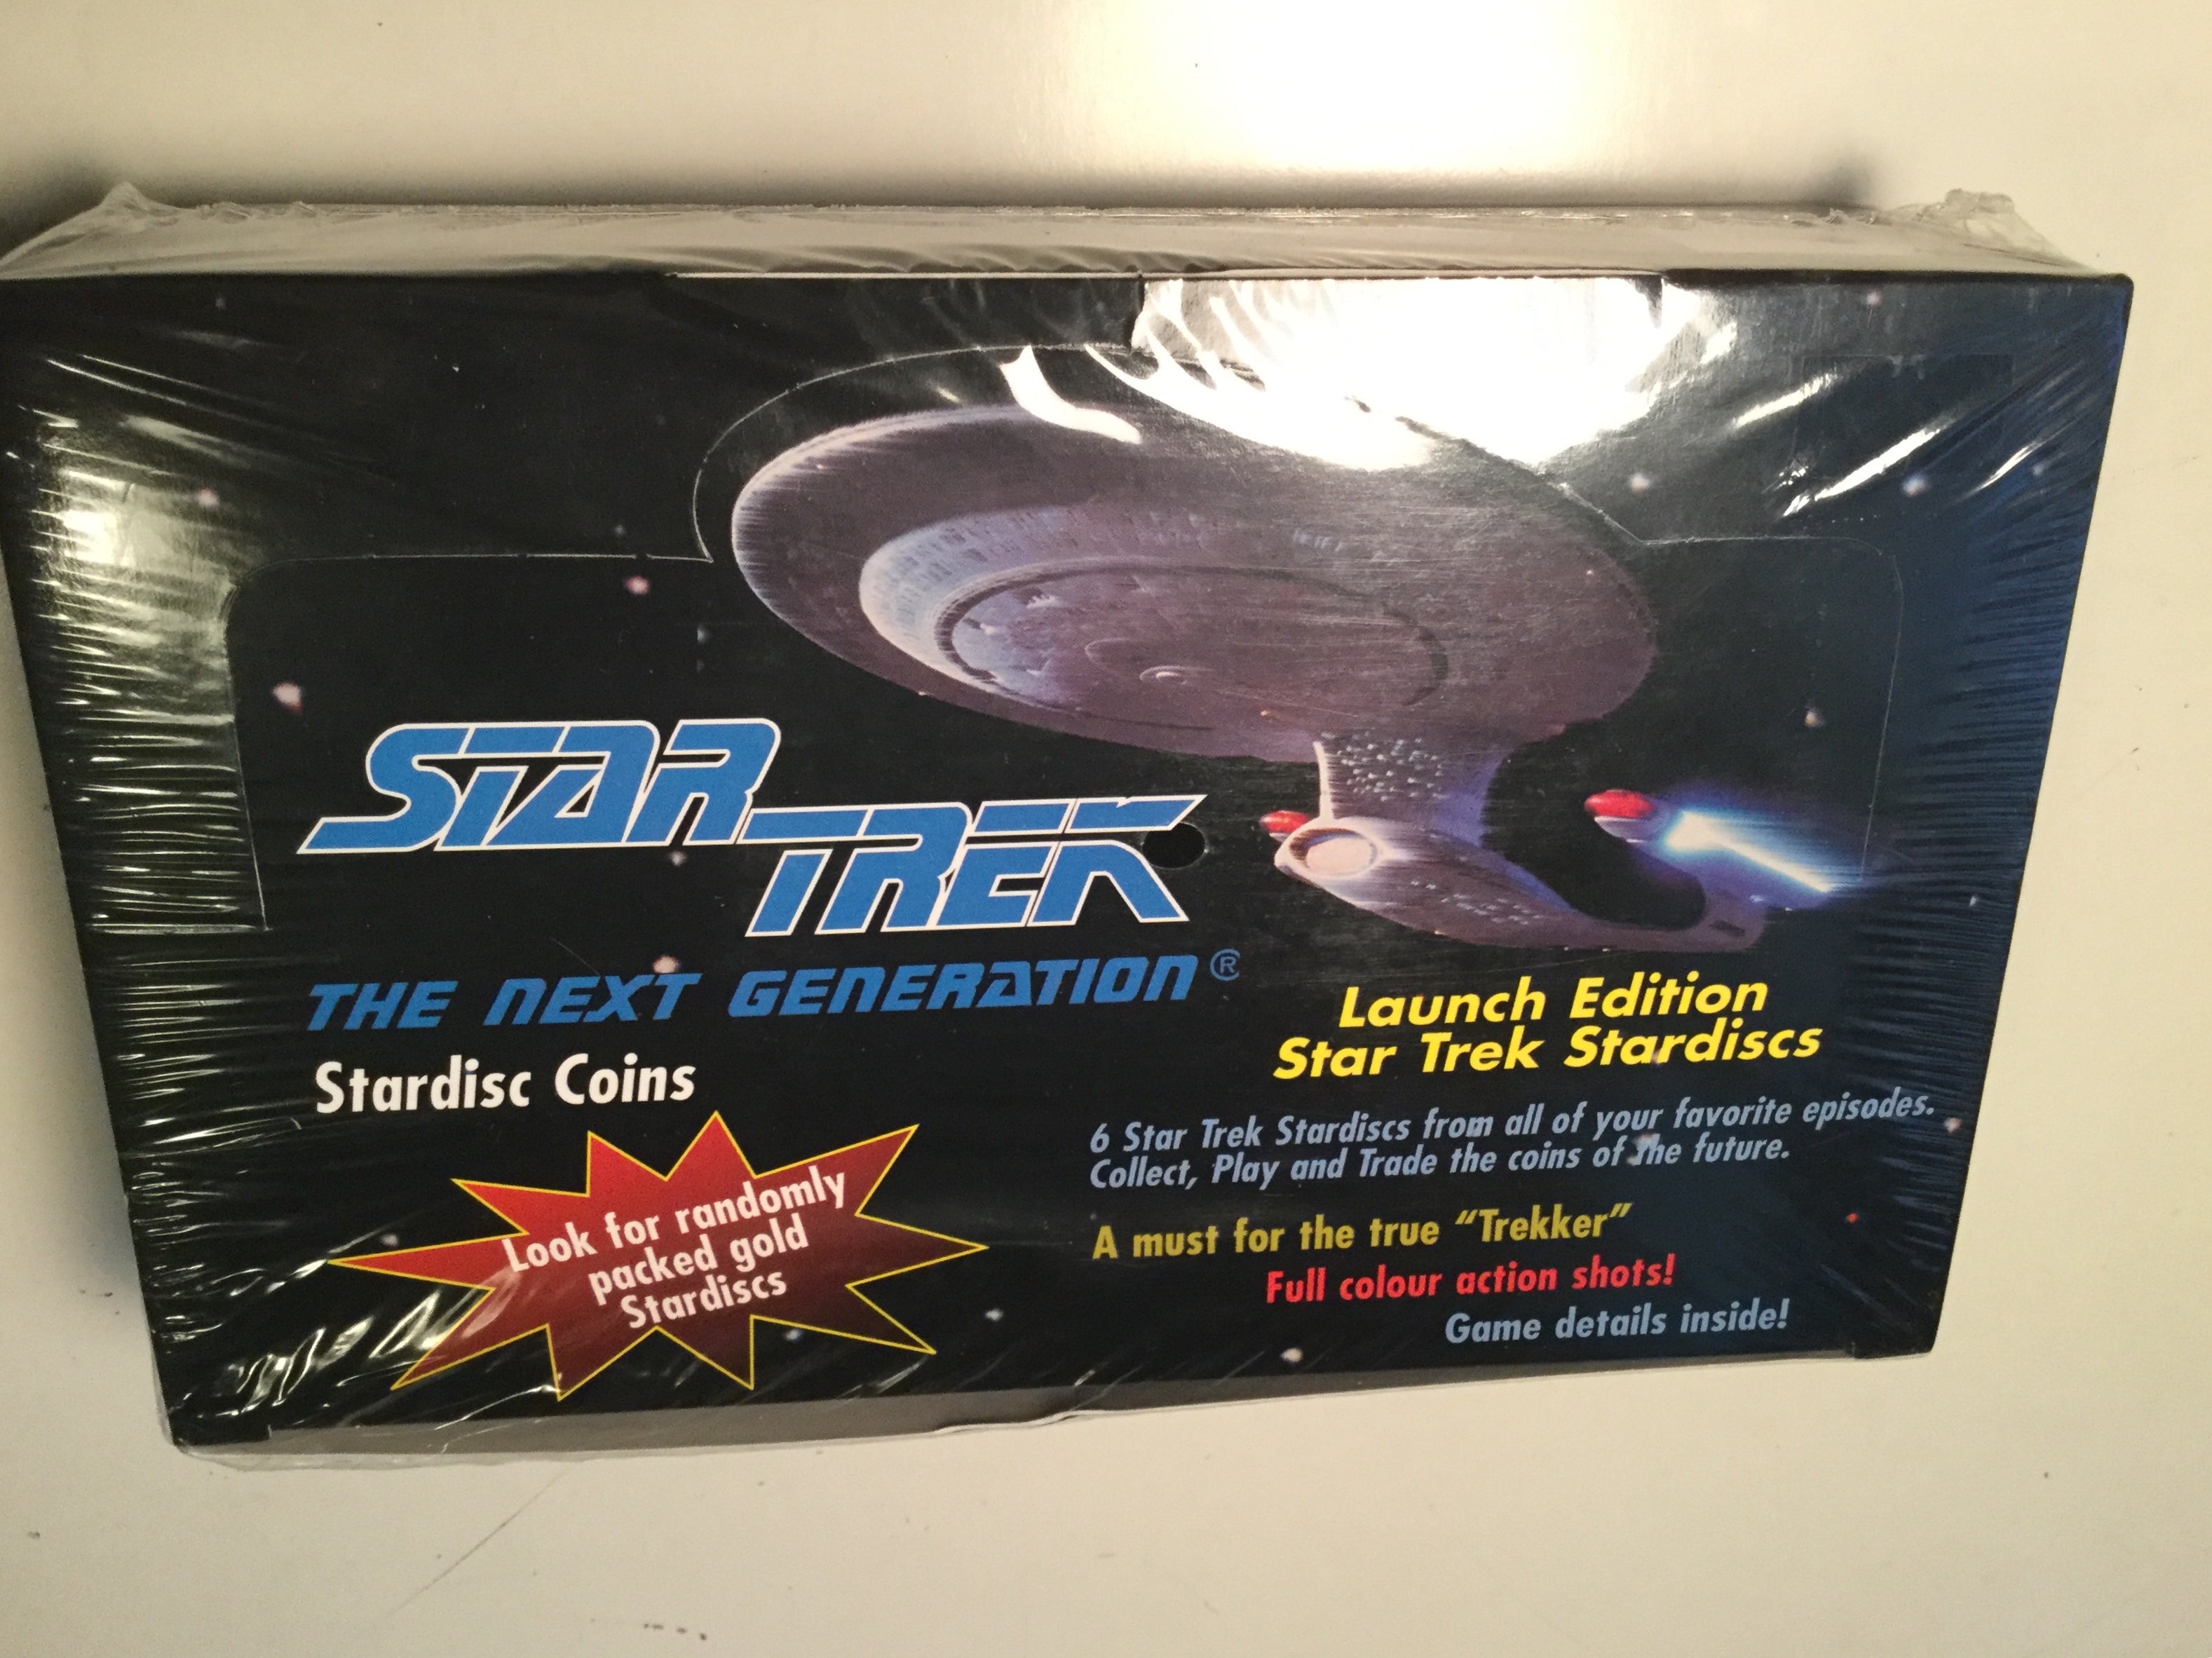 STAR TREK
THE NEXT GENERATION®
Stardisc Coins
Look for randomly
packed gold
Stardiscs
Launch Edition
Star Trek Stardiscs
6 Star Trek Stardiscs from all of your favorite episodes.
Collect, Play and Trade the coins of the future.
A must for the true “Trekker”
Full colour action shots!
Game details inside!